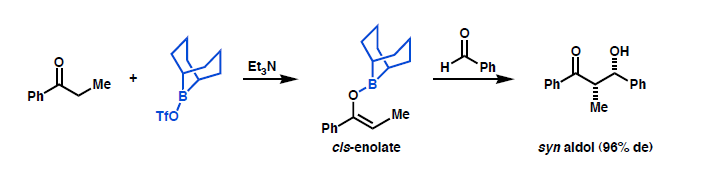 O
Ph
Me
+
B
TfO
Et₃N
B
O
Ph
Me
cis-enolate
O
H
Ph
O
OH
Ph
Ph
Me
syn aldol (96% de)